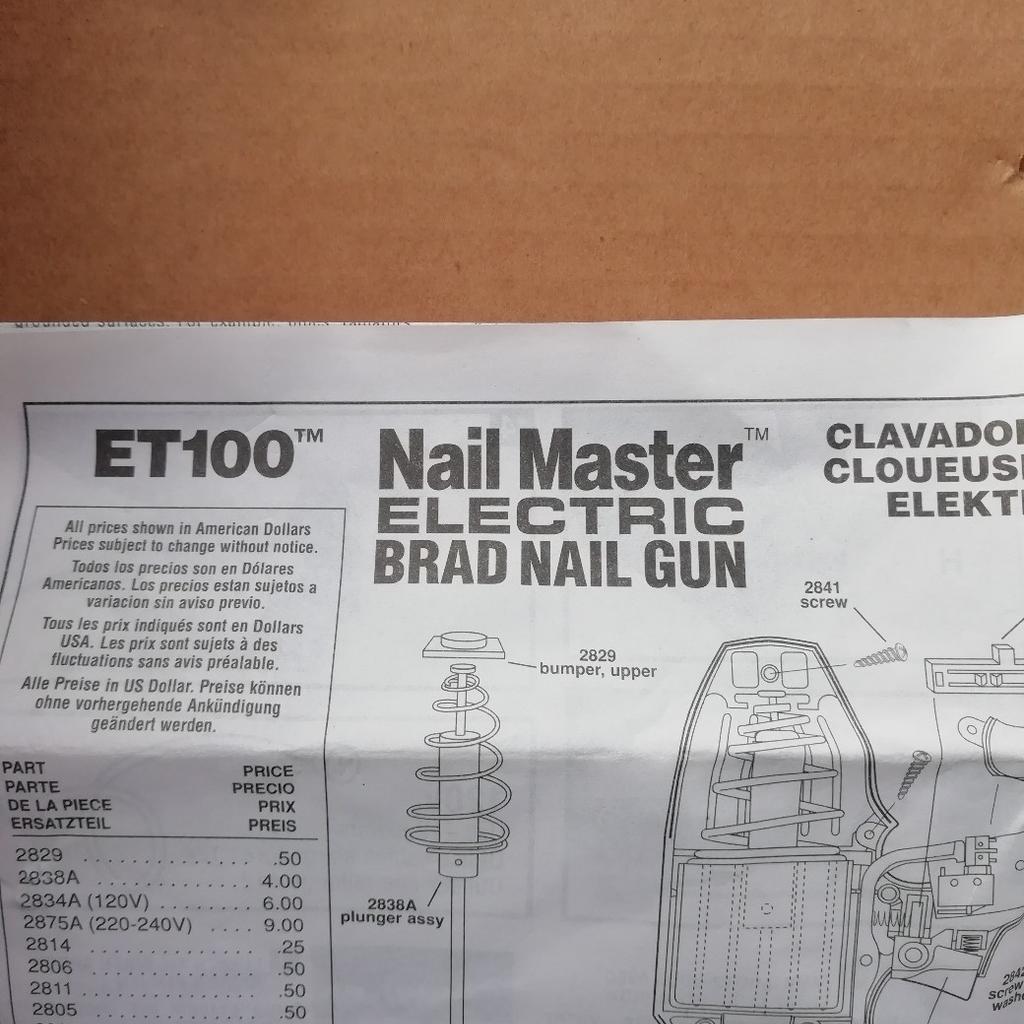 ET100™
Nail Master™
ELECTRIC
BRAD NAIL GUN
All prices shown in American Dollars
Prices subject to change without notice.
Todos los precios son en Dólares
Americanos. Los precios estan sujetos a
variacion sin aviso previo.
Tous les prix indiqués sont en Dollars
USA. Les prix sont sujets à des
fluctuations sans avis préalable.
Alle Preise in US Dollar. Preise können
ohne vorhergehende Ankündigung
geändert werden.
PART PRICE
PARTE PRECIO
DE LA PIECE PRIX
ERSATZTEIL PREIS
2829 .50
2838A 4.00
2834A (120V) 6.00
2875A (220-240V) 9.00
2814 .25
2806 .50
2811 .50
2805 .50
2829
bumper, upper
2838A
plunger assy
2841
screw
screw